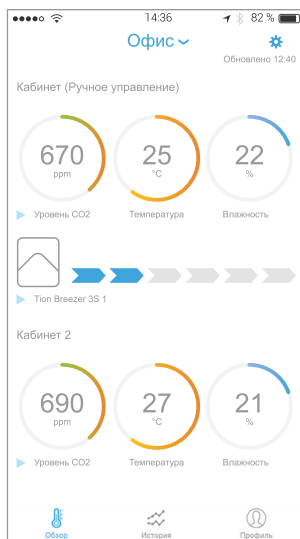 14:36 82 %
Офис
Обновлено 12:40
Кабинет (Ручное управление)
670 25 22
ppm °C %
Уровень CO2 Температура Влажность
Tion Breezer 3S 1
Кабинет 2
690 27 21
ppm °C %
Уровень CO2 Температура Влажность
Обзор История Профиль